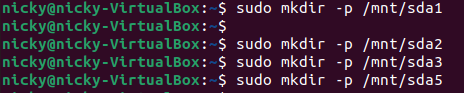 nicky@nicky-VirtualBox:~$ sudo mkdir -p /mnt/sda1
nicky@nicky-VirtualBox:~$
nicky@nicky-VirtualBox:~$ sudo mkdir -p /mnt/sda2
nicky@nicky-VirtualBox:~$ sudo mkdir -p /mnt/sda3
nicky@nicky-VirtualBox:~$ sudo mkdir -p /mnt/sda5